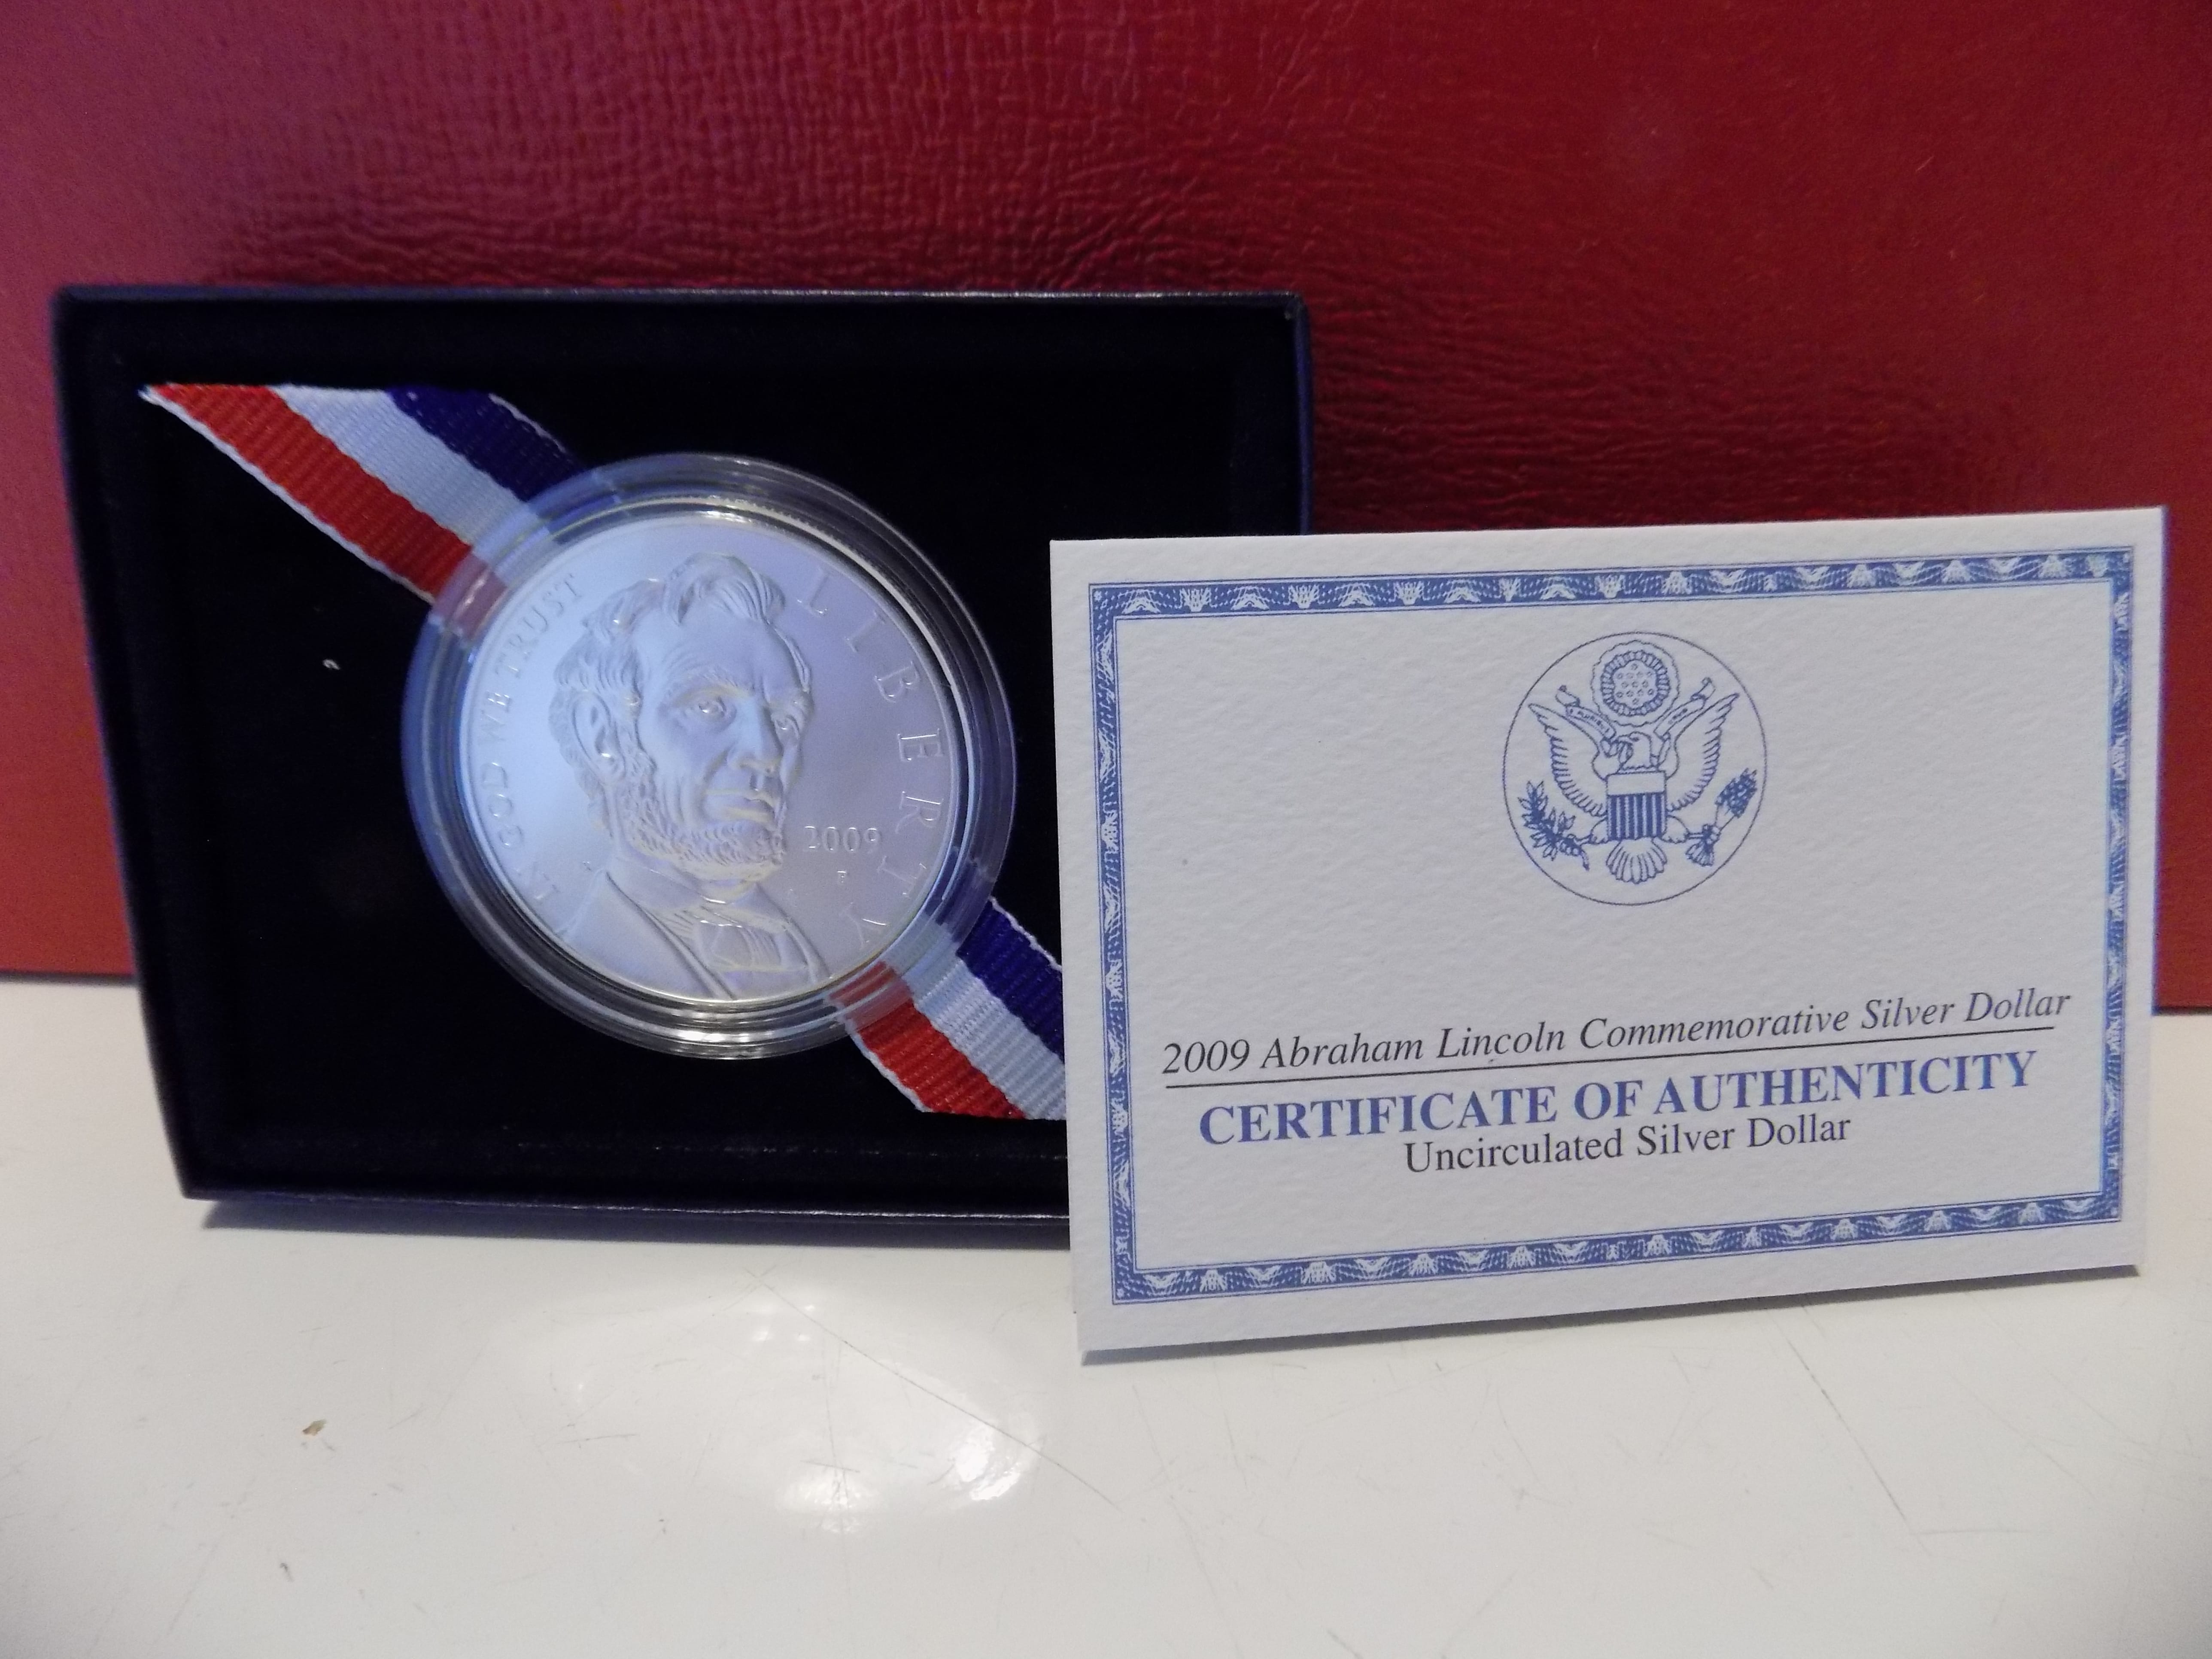 IN GOD WE TRUST
LIBERTY
2009
P
2009 Abraham Lincoln Commemorative Silver Dollar
CERTIFICATE OF AUTHENTICITY
Uncirculated Silver Dollar